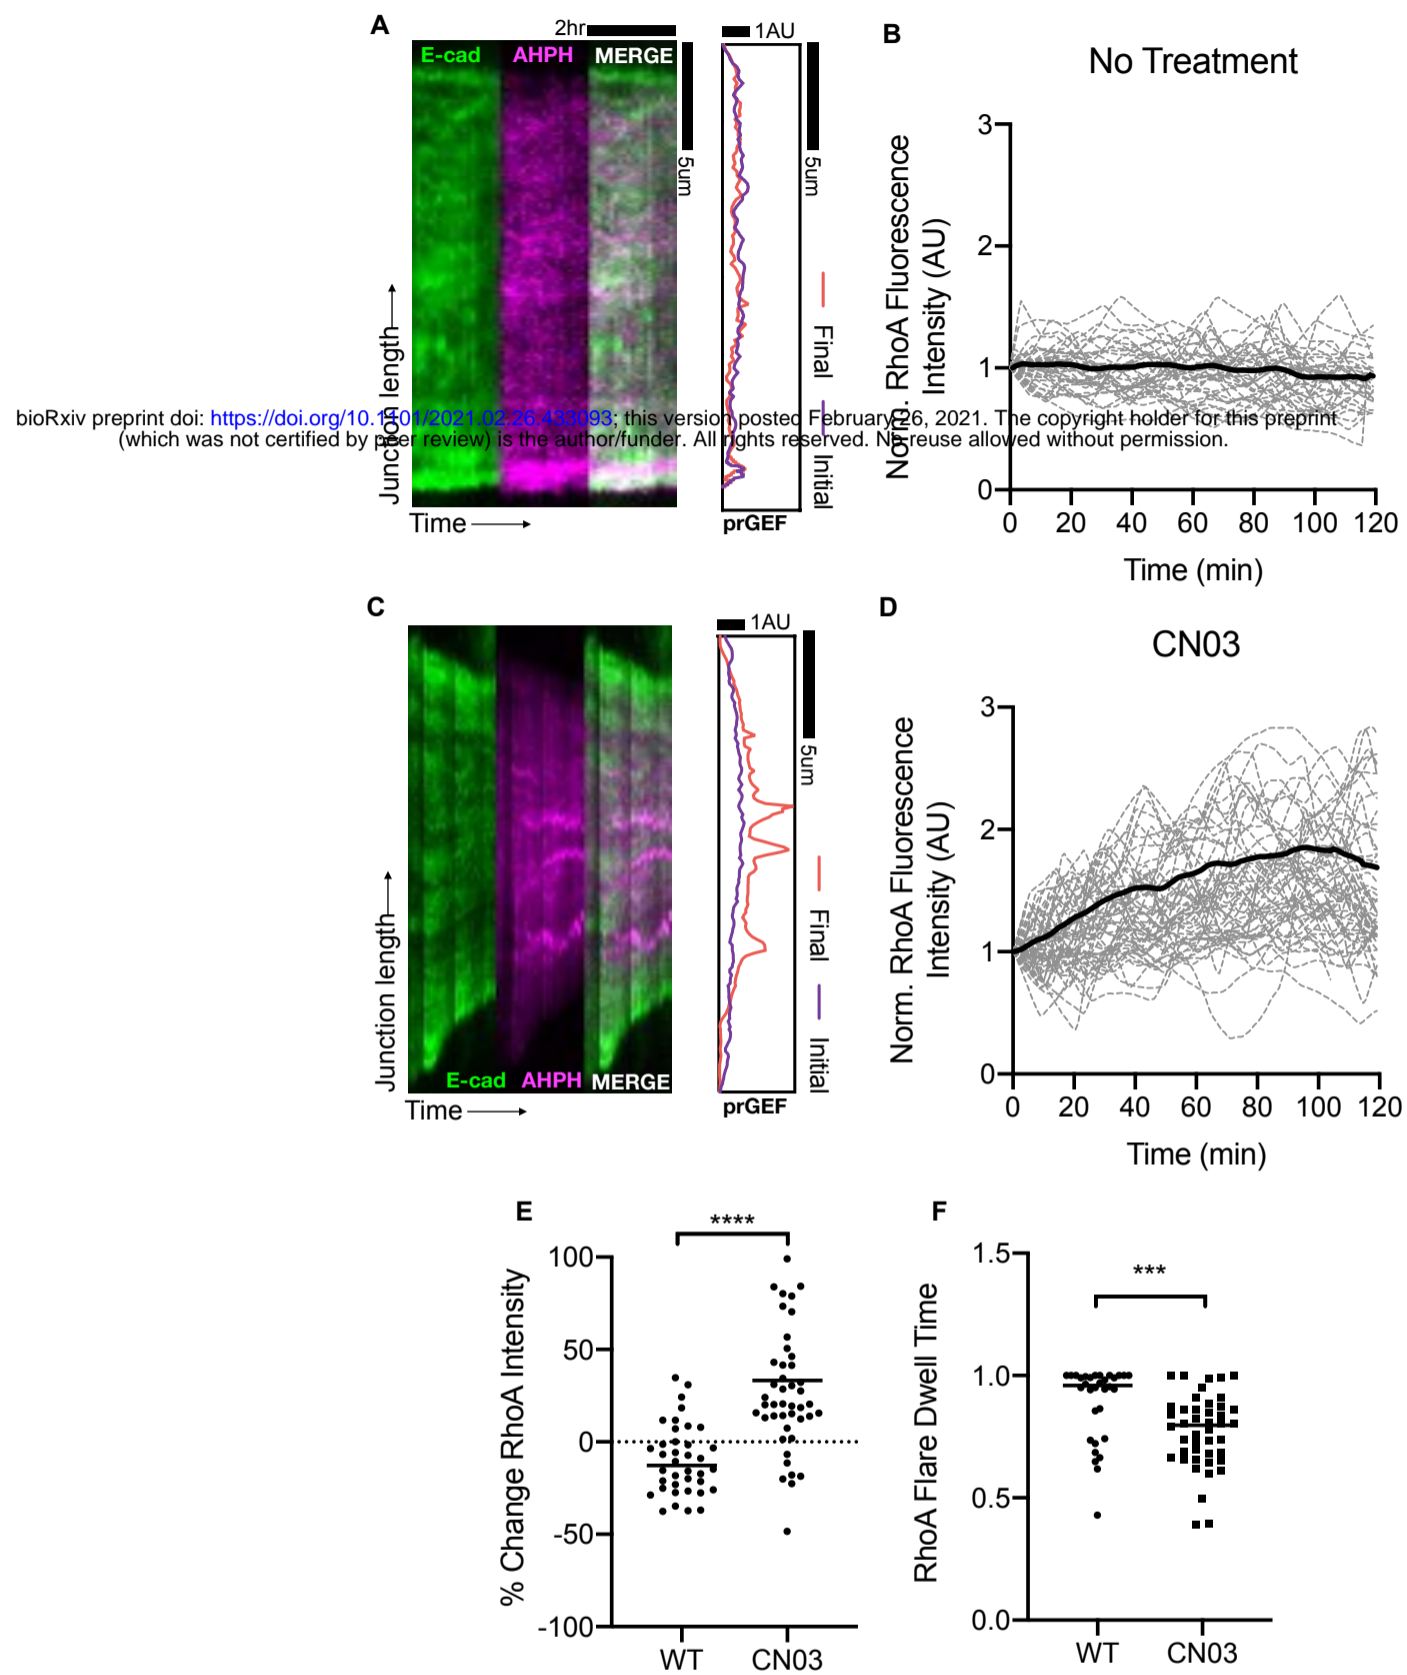 A
2hr
1AU
E-cad AHPH MERGE
5um
5um
Junction length
Time
Final
Initial
prGEF
B
No Treatment
Norm. RhoA Fluorescence
Intensity (AU)
3
2
1
0
0 20 40 60 80 100 120
Time (min)
bioRxiv preprint doi: https://doi.org/10.1101/2021.02.26.433093; this version posted February 26, 2021. The copyright holder for this preprint
(which was not certified by peer review) is the author/funder. All rights reserved. No reuse allowed without permission.
C
1AU
5um
Junction length
E-cad AHPH MERGE
Time
Final
Initial
prGEF
D
CN03
Norm. RhoA Fluorescence
Intensity (AU)
3
2
1
0
0 20 40 60 80 100 120
Time (min)
E
****
% Change RhoA Intensity
100
50
0
-50
-100
WT CN03
F
***
RhoA Flare Dwell Time
1.5
1.0
0.5
0.0
WT CN03